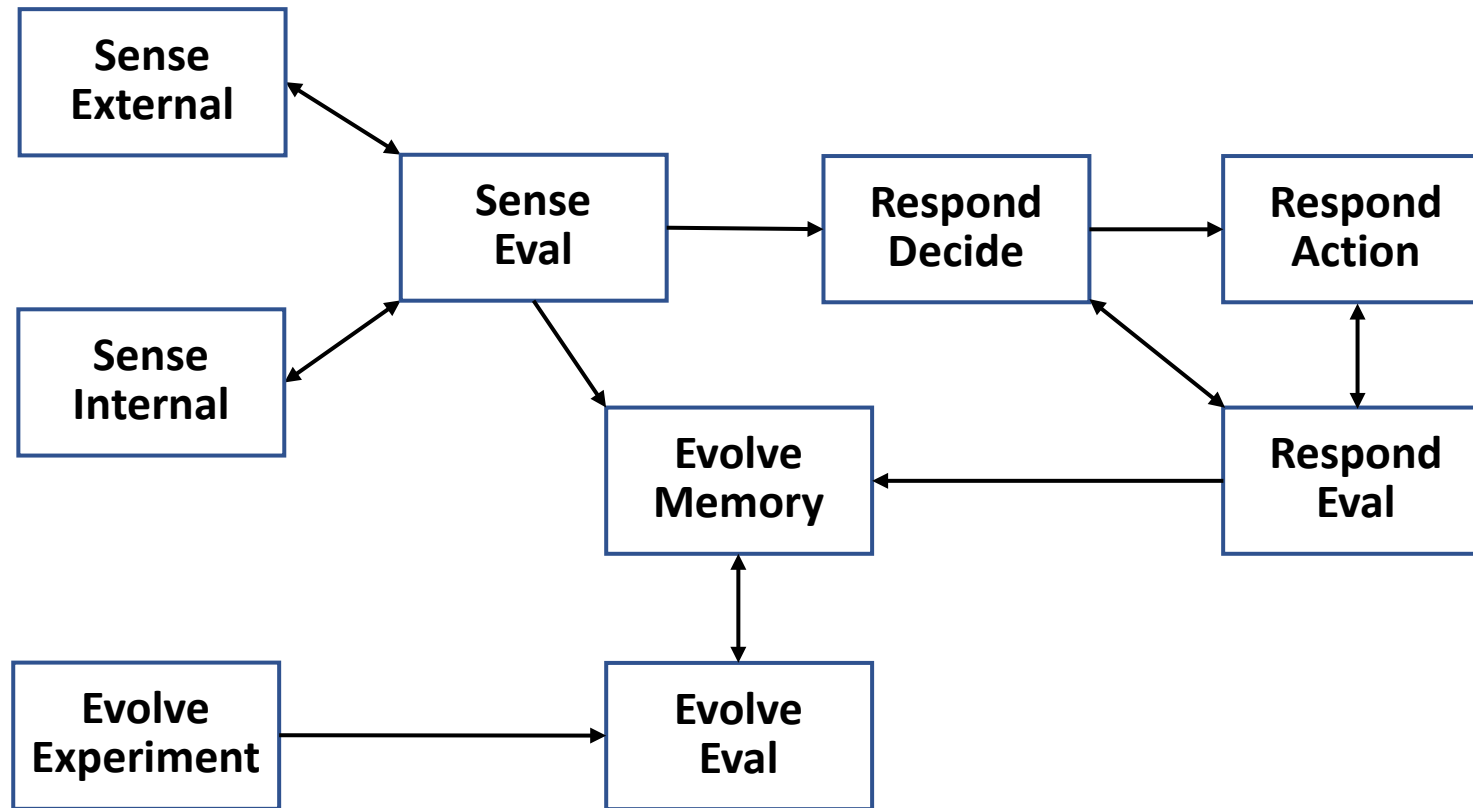 Sense
External
Sense
Eval
Respond
Decide
Respond
Action
Sense
Internal
Evolve
Memory
Respond
Eval
Evolve
Experiment
Evolve
Eval